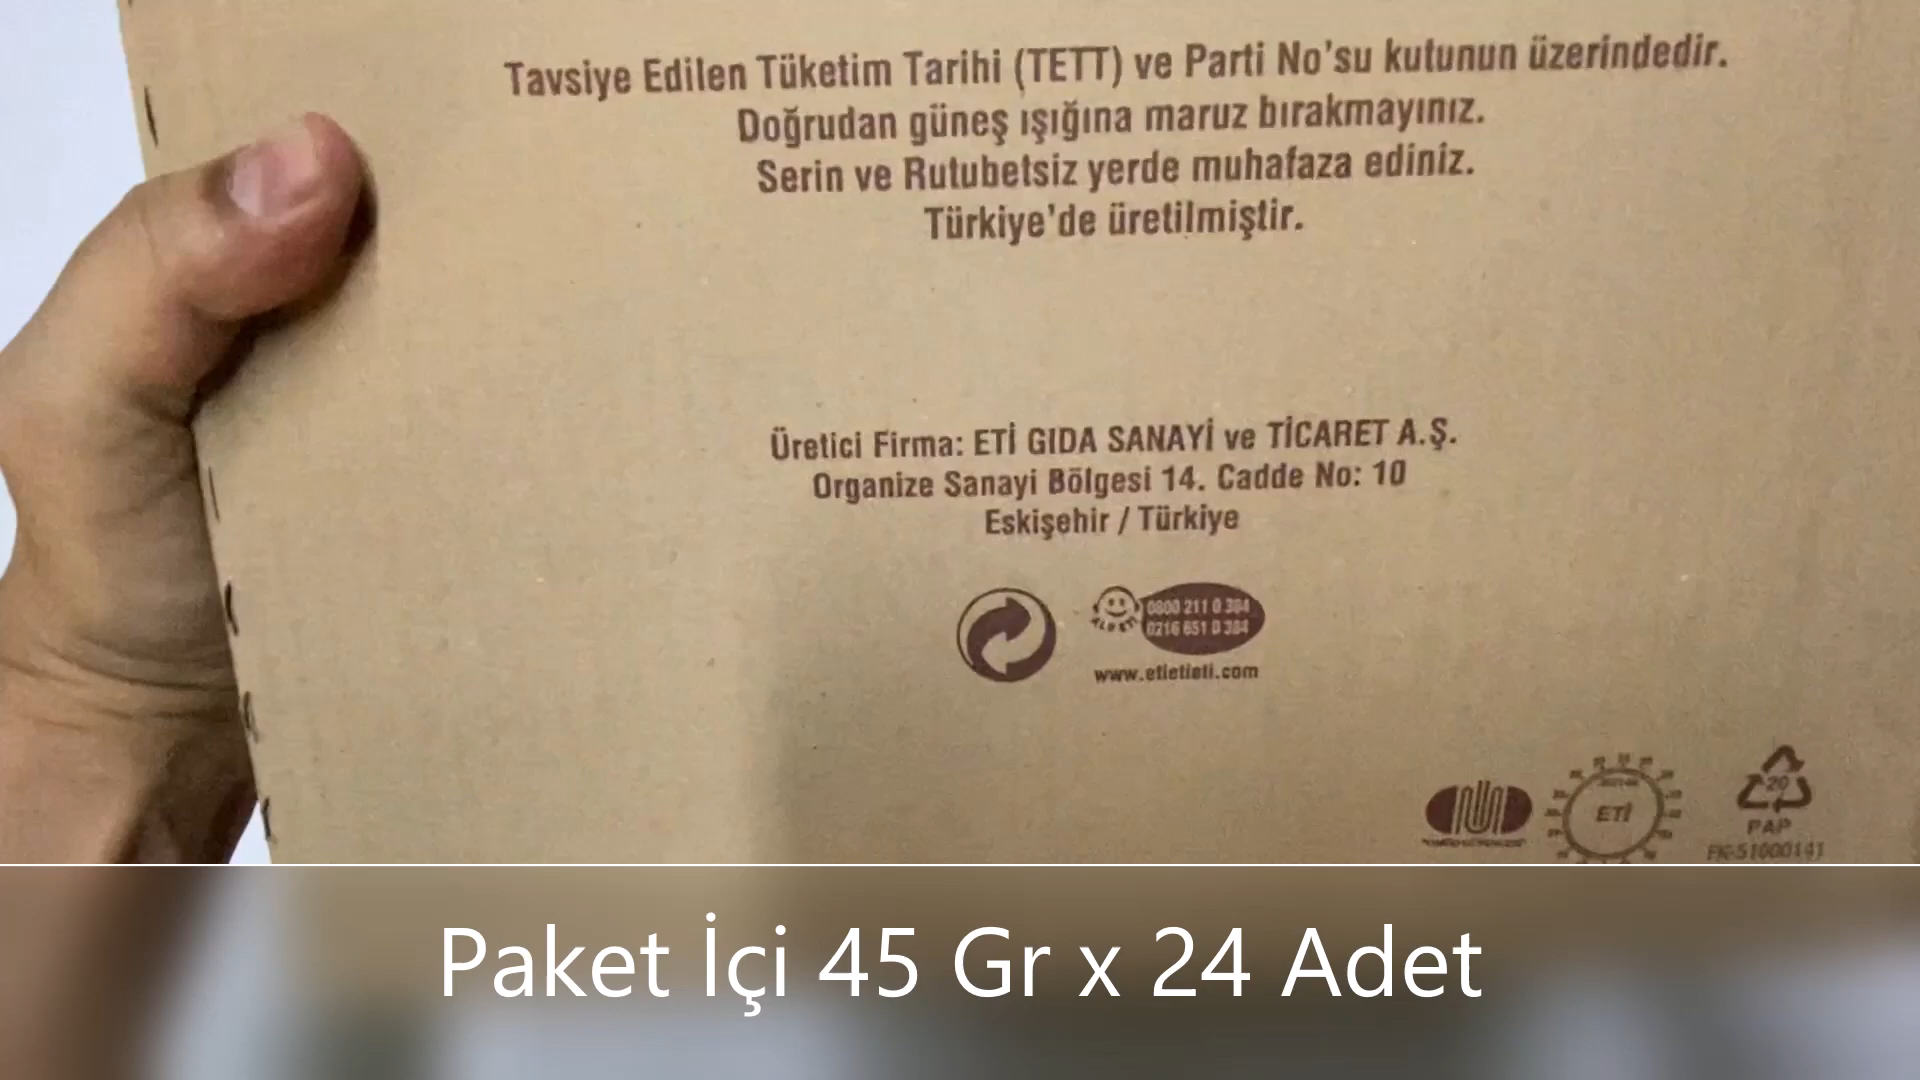 Tavsiye Edilen Tüketim Tarihi (TETT) ve Parti No'su kutunun üzerindedir.
Doğrudan güneş ışığına maruz bırakmayınız.
Serin ve Rutubetsiz yerde muhafaza ediniz.
Türkiye'de üretilmiştir.
Üretici Firma: ETİ GIDA SANAYİ ve TİCARET A.Ş.
Organize Sanayi Bölgesi 14. Cadde No: 10
Eskişehir / Türkiye
0800 211 0 384
0216 651 0 384
www.etietieti.com
ETİ
20
PAP
Paket İçi 45 Gr x 24 Adet